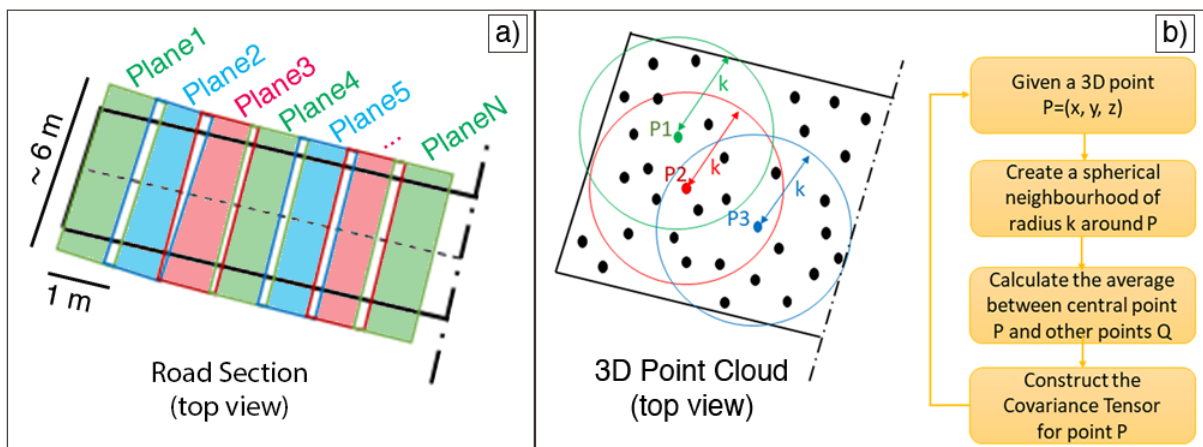 a)
Plane1
Plane2
Plane3
Plane4
Plane5
...
PlaneN
~ 6 m
1 m
Road Section
(top view)
b)
k
P1
k
P2
k
P3
3D Point Cloud
(top view)
Given a 3D point
P=(x, y, z)
Create a spherical
neighbourhood of
radius k around P
Calculate the average
between central point
P and other points Q
Construct the
Covariance Tensor
for point P